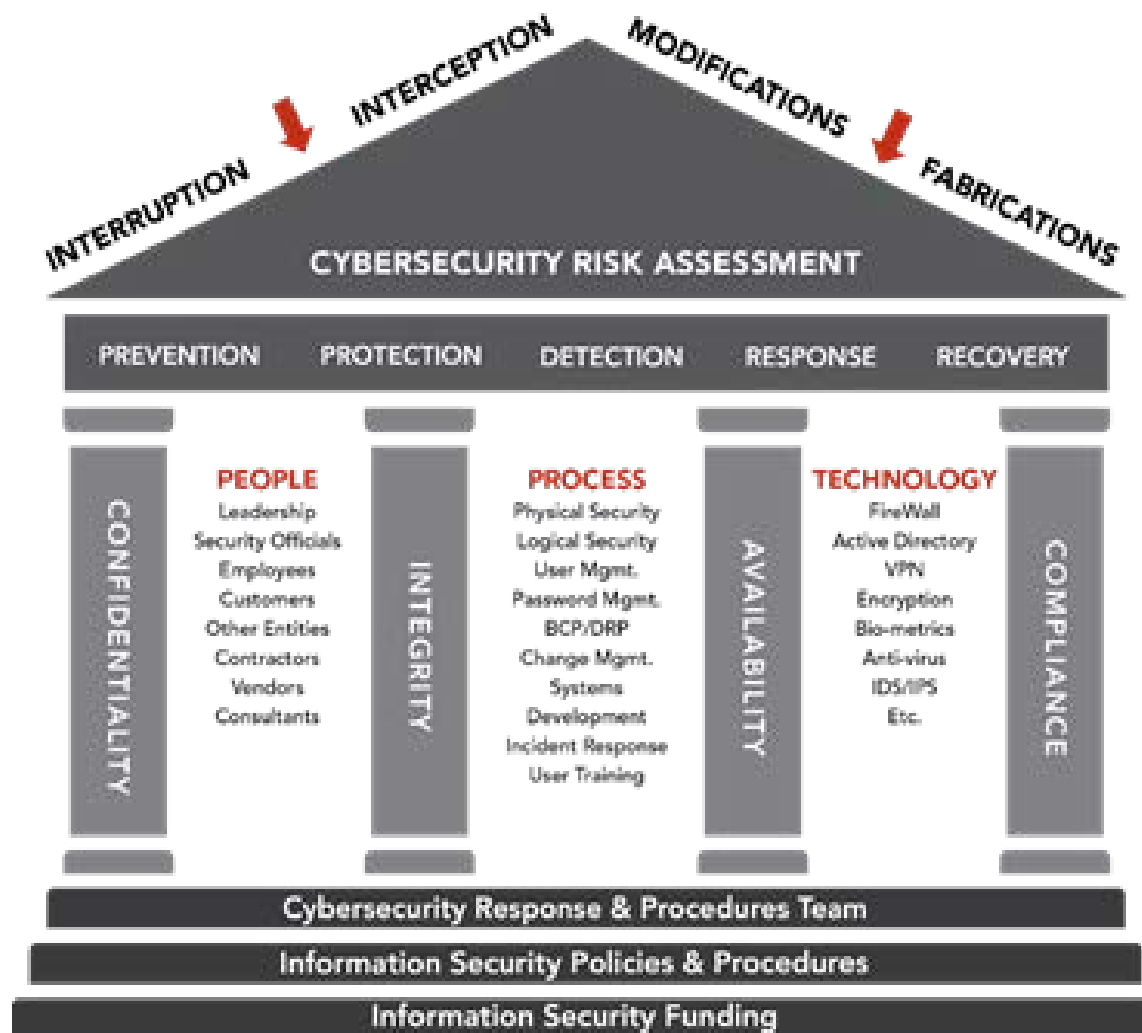 INTERRUPTION
INTERCEPTION
MODIFICATIONS
FABRICATIONS
CYBERSECURITY RISK ASSESSMENT
PREVENTION PROTECTION DETECTION RESPONSE RECOVERY
CONFIDENTIALITY
PEOPLE
Leadership
Security Officials
Employees
Customers
Other Entities
Contractors
Vendors
Consultants
INTEGRITY
PROCESS
Physical Security
Logical Security
User Mgmt.
Password Mgmt.
BCP/DRP
Change Mgmt.
Systems
Development
Incident Response
User Training
AVAILABILITY
TECHNOLOGY
FireWall
Active Directory
VPN
Encryption
Bio-metrics
Anti-virus
IDS/IPS
Etc.
COMPLIANCE
Cybersecurity Response & Procedures Team
Information Security Policies & Procedures
Information Security Funding